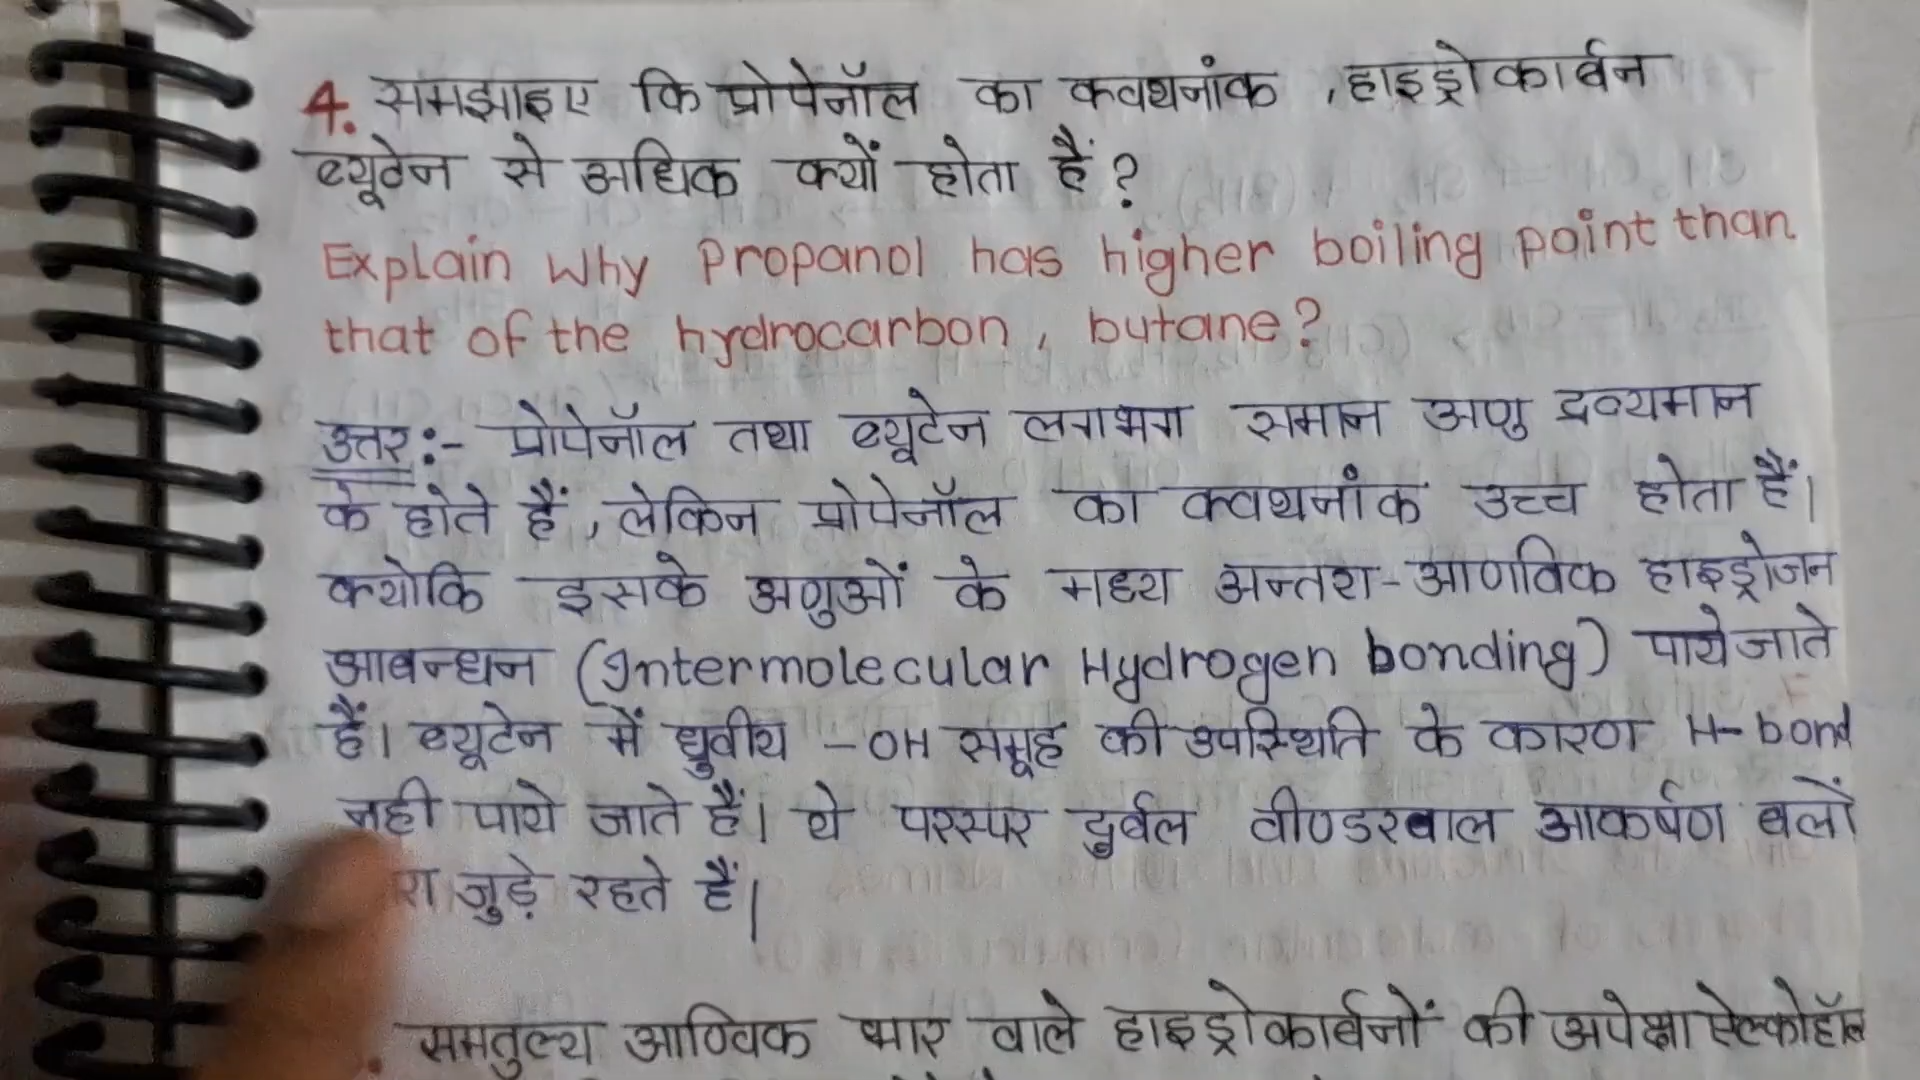 4. समझाइए कि प्रोपेनॉल का क्वथनांक , हाइड्रोकार्बन
ब्यूटेन से अधिक क्यों होता हैं ?
Explain why Propanol has higher boiling point than
that of the hydrocarbon, butane?
उत्तर:- प्रोपेनॉल तथा ब्यूटेन लगभग समान अणु द्रव्यमान
के होते हैं , लेकिन प्रोपेनॉल का क्वथनांक उच्च होता हैं।
क्योकि इसके अणुओं के मध्य अन्तरा-आणविक हाइड्रोजन
आबन्धन (Intermolecular Hydrogen bonding) पाये जाते
हैं। ब्यूटेन में ध्रुवीय -OH समूह की उपस्थिति के कारण H-bond
नही पाये जाते हैं। ये परस्पर दुर्बल वाण्डरवाल आकर्षण बलों
रा जुड़े रहते हैं।
. समतुल्य आण्विक भार वाले हाइड्रोकार्बनों की अपेक्षा ऐल्कोहॉल